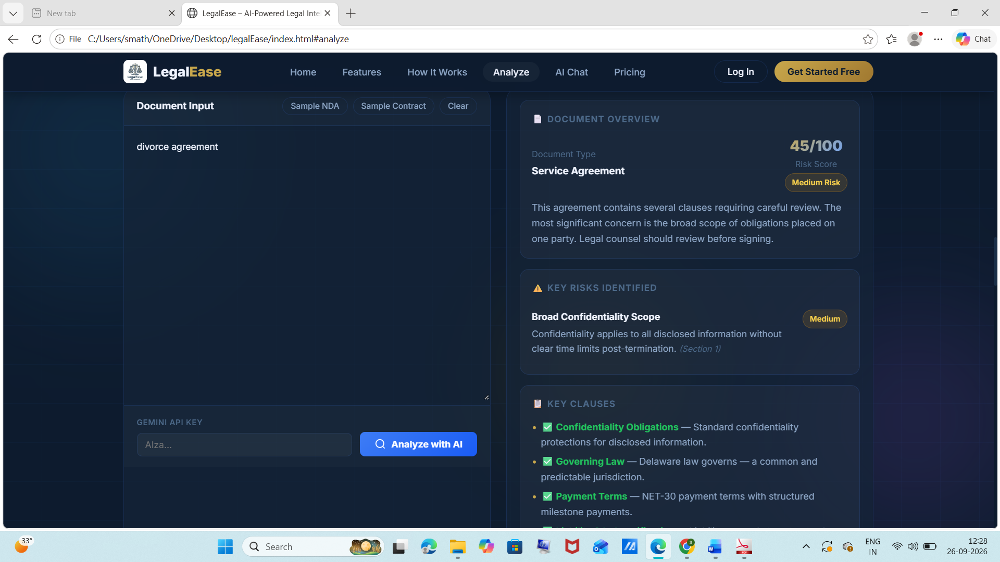 New tab
LegalEase – AI-Powered Legal Inte
File C:/Users/smath/OneDrive/Desktop/legalEase/index.html#analyze
Chat
LegalEase
LegalEase
Home
Features
How It Works
Analyze
AI Chat
Pricing
Log In
Get Started Free
Document Input
Sample NDA
Sample Contract
Clear
divorce agreement
GEMINI API KEY
AIza...
Analyze with AI
DOCUMENT OVERVIEW
Document Type
Service Agreement
45/100
Risk Score
Medium Risk
This agreement contains several clauses requiring careful review. The
most significant concern is the broad scope of obligations placed on
one party. Legal counsel should review before signing.
KEY RISKS IDENTIFIED
Broad Confidentiality Scope
Medium
Confidentiality applies to all disclosed information without
clear time limits post-termination. (Section 1)
KEY CLAUSES
• ✅ Confidentiality Obligations — Standard confidentiality
protections for disclosed information.
• ✅ Governing Law — Delaware law governs — a common and
predictable jurisdiction.
• ✅ Payment Terms — NET-30 payment terms with structured
milestone payments.
33°
Search
ENG
IN
12:28
26-09-2026